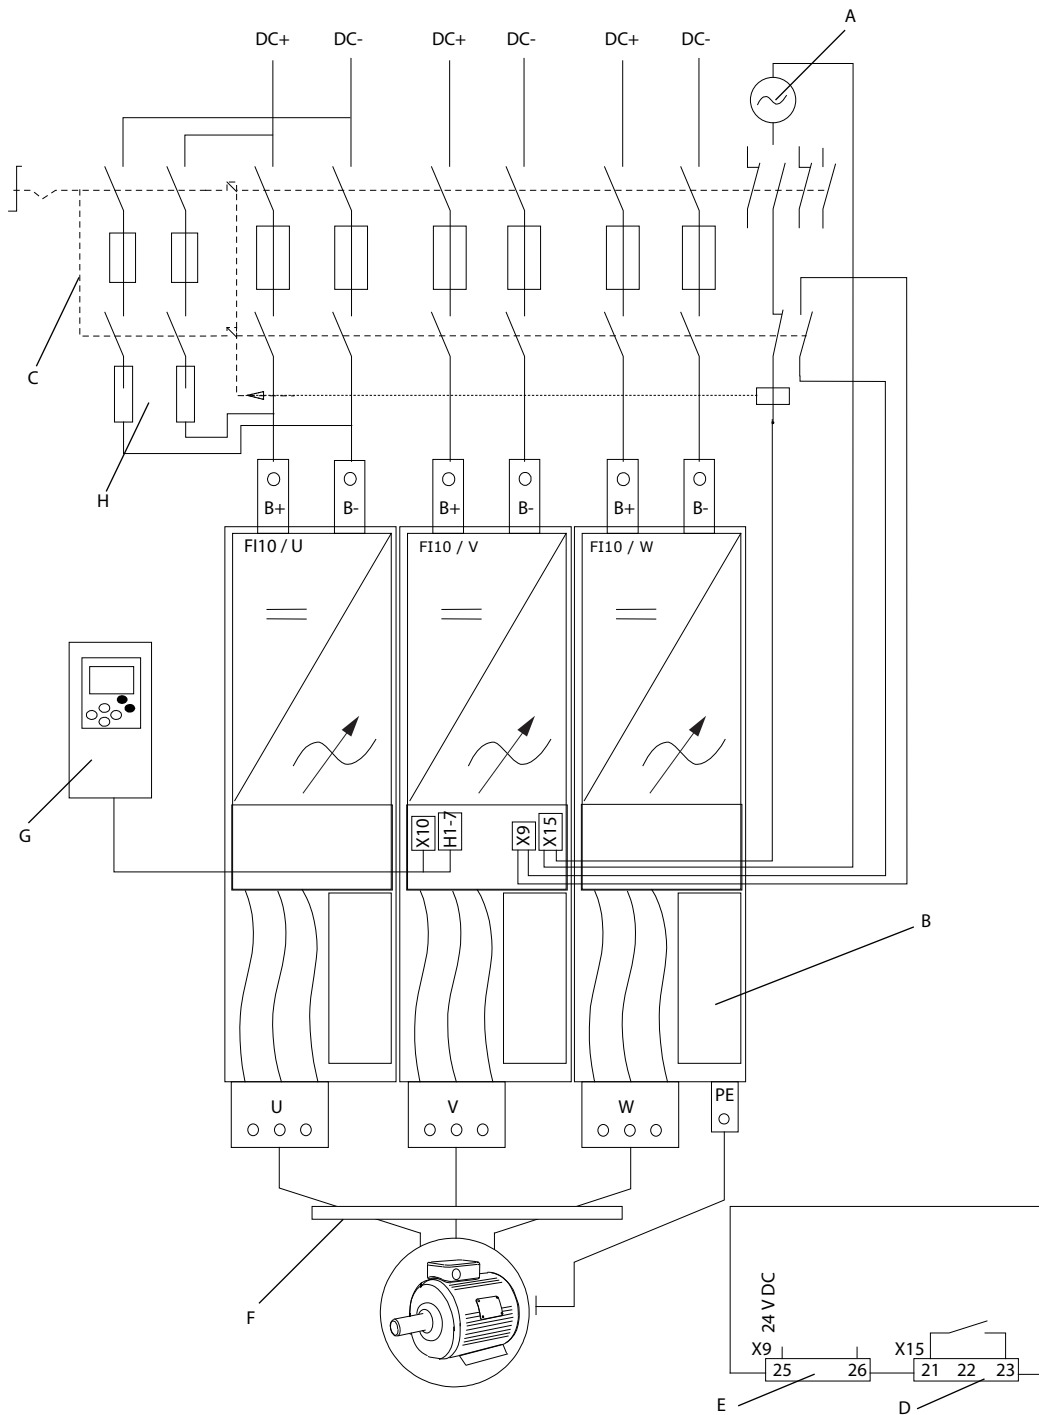 A
DC+ DC- DC+ DC- DC+ DC-
C
H
B+ B- B+ B- B+ B-
FI10 / U FI10 / V FI10 / W
G
X10 H1-7 X9 X15
B
U V W PE
F
24 V DC
X9 X15
25 26 21 22 23
E D